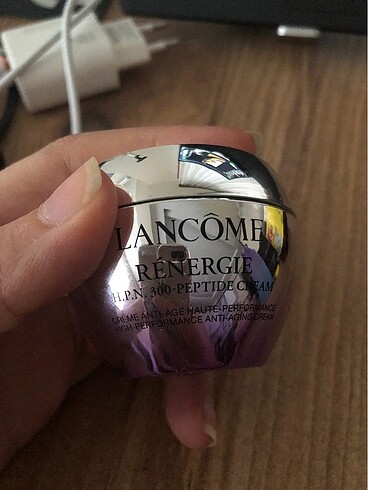 LANCÔME
RÉNERGIE
H.P.N. 300-PEPTIDE CREAM
CRÈME ANTI-ÂGE HAUTE-PERFORMANCE
HIGH-PERFORMANCE ANTI-AGING CREAM